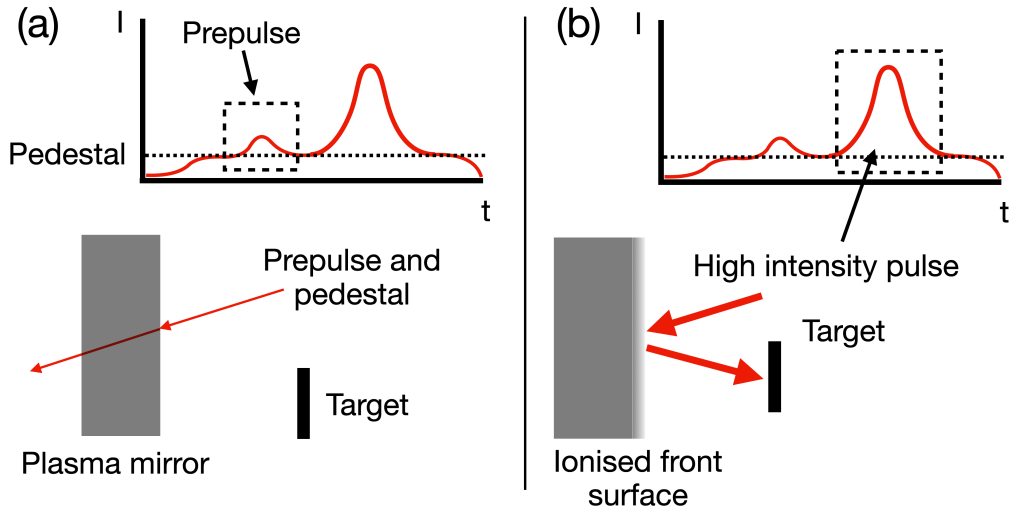 (a)
I
Prepulse
Pedestal
t
Prepulse and
pedestal
Target
Plasma mirror
(b)
I
t
High intensity pulse
Target
Ionised front
surface